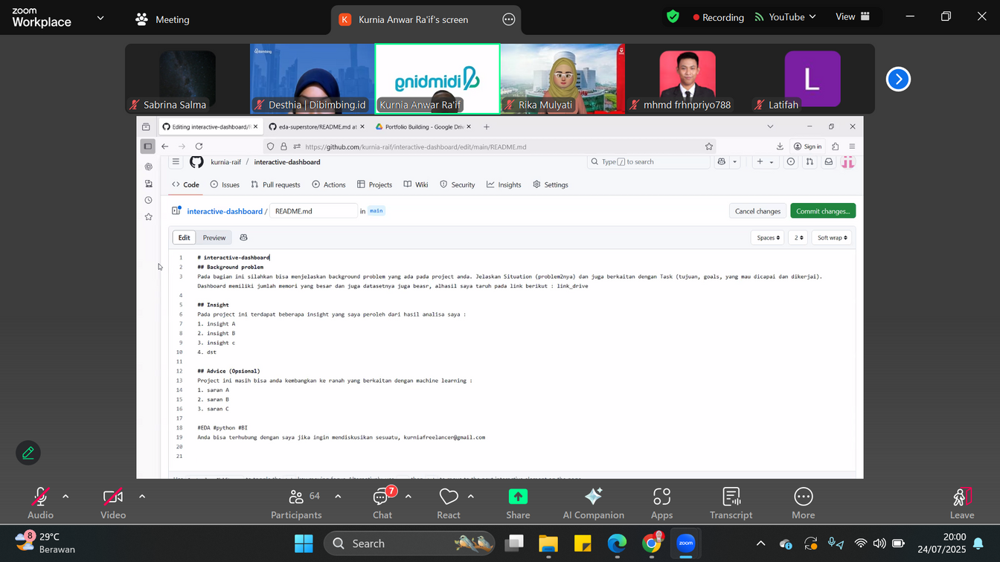 zoom
Workplace
Meeting
K
Kurnia Anwar Ra'if's screen
Recording
YouTube
View
Sabrina Salma
dibimbing
Desthia | Dibimbing.id
dibimbing
Kurnia Anwar Ra'if
Rika Mulyati
mhmd frhnpriyo788
L
Latifah
Editing interactive-dashboard/R
eda-superstore/README.md at
Portfolio Building - Google Driv
https://github.com/kurnia-raif/interactive-dashboard/edit/main/README.md
Sign in
kurnia-raif / interactive-dashboard
Type / to search
Code
Issues
Pull requests
Actions
Projects
Wiki
Security
Insights
Settings
interactive-dashboard / README.md in main
Cancel changes
Commit changes...
Edit
Preview
Spaces
2
Soft wrap
1 # interactive-dashboard
2 ## Background problem
3 Pada bagian ini silahkan bisa menjelaskan background problem yang ada pada project anda. Jelaskan Situation (problem2nya) dan juga berkaitan dengan Task (tujuan, goals, yang mau dicapai dan dikerjai).
Dashboard memiliki jumlah memori yang besar dan juga datasetnya juga beasr, alhasil saya taruh pada link berikut : link_drive
4
5 ## Insight
6 Pada project ini terdapat beberapa insight yang saya peroleh dari hasil analisa saya :
7 1. insight A
8 2. insight B
9 3. insight c
10 4. dst
11
12 ## Advice (Opsional)
13 Project ini masih bisa anda kembangkan ke ranah yang berkaitan dengan machine learning :
14 1. saran A
15 2. saran B
16 3. saran C
17
18 #EDA #python #BI
19 Anda bisa terhubung dengan saya jika ingin mendiskusikan sesuatu, kurniafreelancer@gmail.com
20
21
Audio
Video
64
Participants
7
Chat
React
Share
AI Companion
Apps
Transcript
More
Leave
8
29°C
Berawan
Search
zoom
20:00
24/07/2025